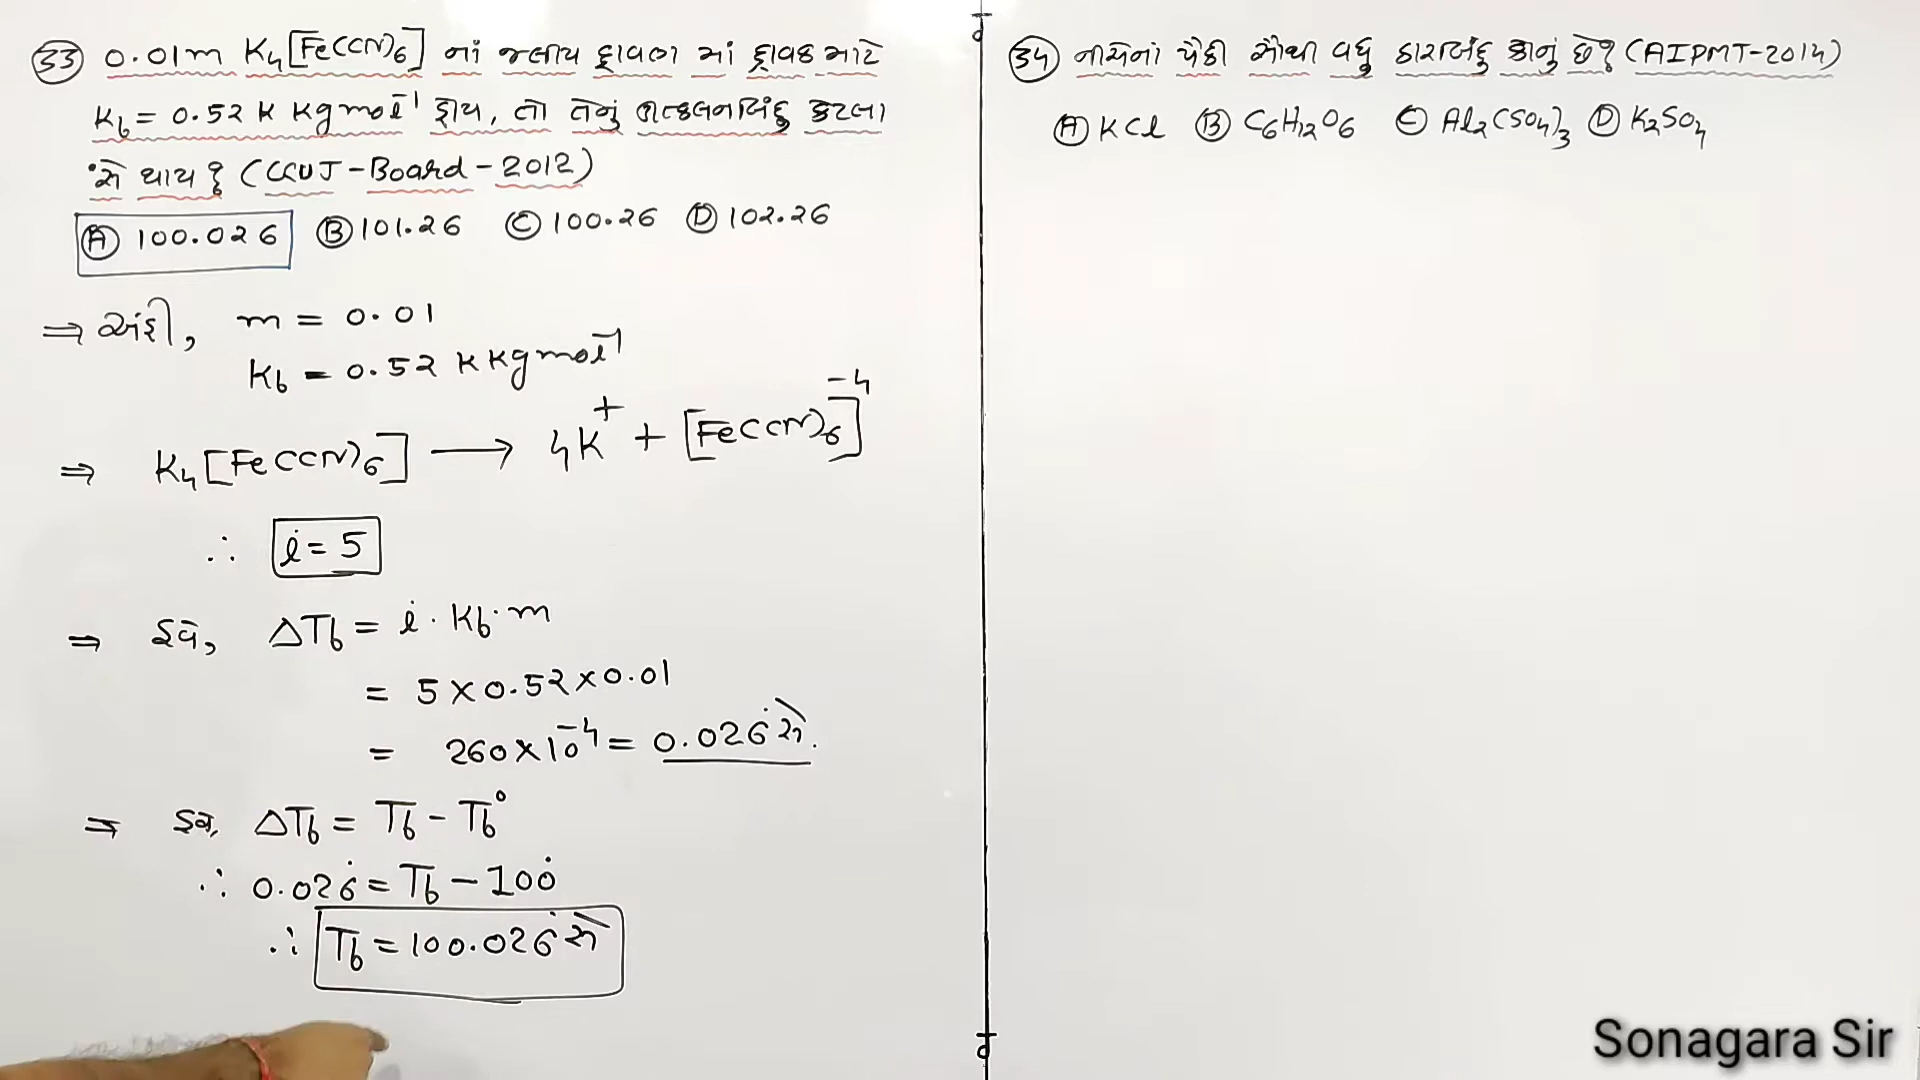 33 0.01m K4[Fe(CN)6] નાં જલીય દ્રાવણ માં દ્રાવક માટે
Kb = 0.52 K Kg mol⁻¹ હોય, તો તેનું ઉત્કલનબિંદુ કેટલા
°સે થાય ? (GUJ-Board-2012)
A 100.026 B 101.26 C 100.26 D 102.26
⇒ અહી, m = 0.01
Kb = 0.52 K Kg mol⁻¹
⇒ K4[Fe(CN)6] ⟶ 4K⁺ + [Fe(CN)6]⁻⁴
∴ i = 5
⇒ હવે, ΔTb = i · Kb · m
= 5 × 0.52 × 0.01
= 260 × 10⁻⁴ = 0.026° સે.
⇒ હવે, ΔTb = Tb - Tb°
∴ 0.026° = Tb - 100°
∴ Tb = 100.026° સે
34 નીચેનાં પૈકી સૌથી વધુ ઠારબિંદુ કોનું છે ? (AIPMT-2014)
A KCl B C6H12O6 C Al2(SO4)3 D K2SO4
Sonagara Sir